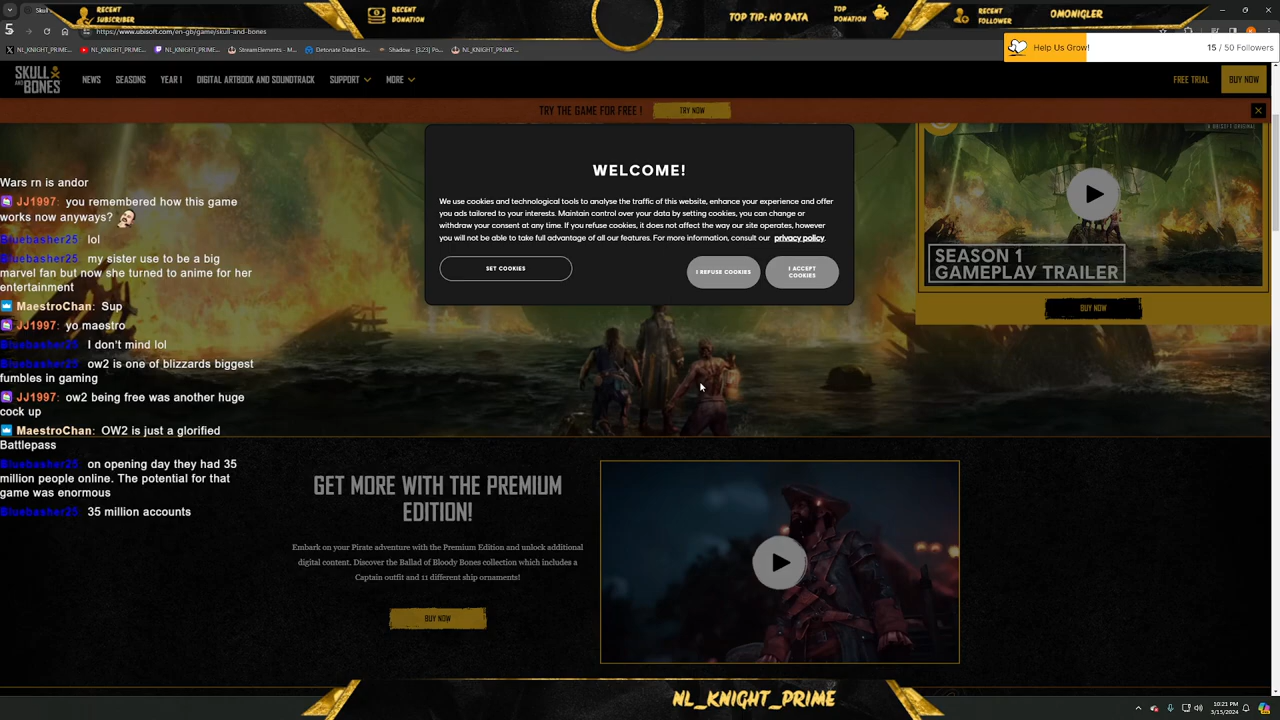 RECENT
SUBSCRIBER
RECENT
DONATION
TOP TIP: NO DATA
TOP
DONATION
RECENT
FOLLOWER
OMONIGLER
https://www.ubisoft.com/en-gb/game/skull-and-bones
NL_KNIGHT_PRIME
NL_KNIGHT_PRIME'...
NL_KNIGHT_PRIME...
StreamElements - M...
Detonate Dead Ele...
Shadow - [5:23] Po...
NL_KNIGHT_PRIME...
Help Us Grow!
15 / 50 Followers
SKULL
AND BONES
NEWS
SEASONS
YEAR 1
DIGITAL ARTBOOK AND SOUNDTRACK
SUPPORT
MORE
FREE TRIAL
BUY NOW
TRY THE GAME FOR FREE !
TRY NOW
A UBISOFT ORIGINAL
WELCOME!
We use cookies and technological tools to analyse the traffic of this website, enhance your experience and offer
you ads tailored to your interests. Maintain control over your data by setting cookies, you can change or
withdraw your consent at any time. If you refuse cookies, it does not affect the way our site operates, however
you will not be able to take full advantage of all our features. For more information, consult our privacy policy.
SET COOKIES
I REFUSE COOKIES
I ACCEPT
COOKIES
SEASON 1
GAMEPLAY TRAILER
BUY NOW
Wars rn is andor
JJ1997: you remembered how this game
works now anyways?
Bluebasher25 lol
Bluebasher25 my sister use to be a big
marvel fan but now she turned to anime for her
entertainment
MaestroChan: Sup
JJ1997: yo maestro
Bluebasher25 I don't mind lol
Bluebasher25 ow2 is one of blizzards biggest
fumbles in gaming
JJ1997: ow2 being free was another huge
cock up
MaestroChan: OW2 is just a glorified
Battlepass
Bluebasher25 on opening day they had 35
million people online. The potential for that
game was enormous
Bluebasher25 35 million accounts
GET MORE WITH THE PREMIUM
EDITION!
Embark on your Pirate adventure with the Premium Edition and unlock additional
digital content. Discover the Ballad of Bloody Bones collection which includes a
Captain outfit and 11 different ship ornaments!
BUY NOW
NL_KNIGHT_PRIME
10:21 PM
3/15/2024